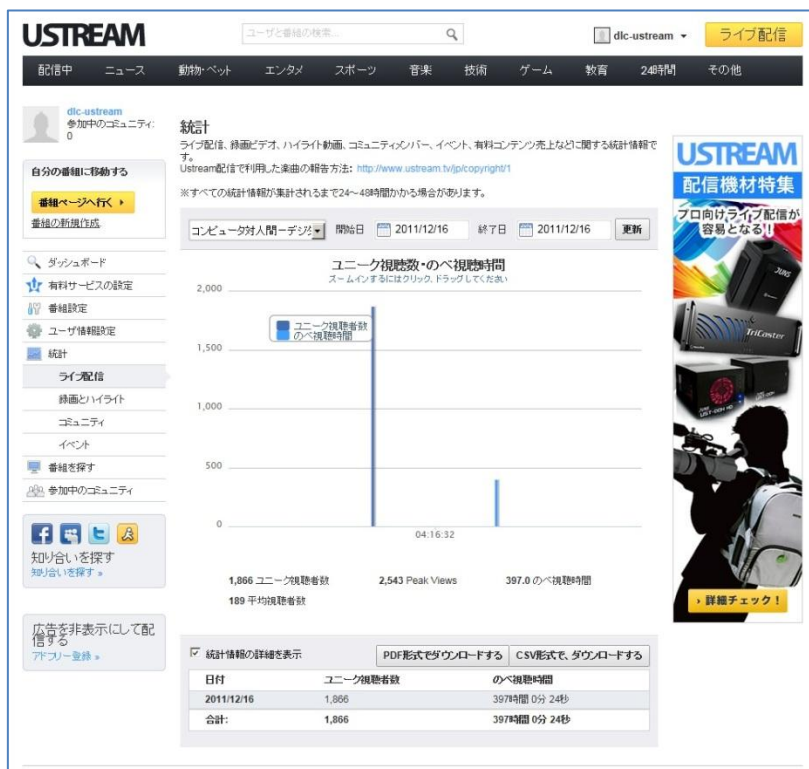 USTREAM
ユーザと番組の検索...
dlc-ustream
ライブ配信
配信中 ニュース 動物・ペット エンタメ スポーツ 音楽 技術 ゲーム 教育 24時間 その他
dlc-ustream
参加中のコミュニティ:
0
自分の番組に移動する
番組ページへ行く
番組の新規作成
ダッシュボード
有料サービスの設定
番組設定
ユーザ情報設定
統計
ライブ配信
録画とハイライト
コミュニティ
イベント
番組を探す
参加中のコミュニティ
知り合いを探す
知り合いを探す »
広告を非表示にして配
信する
アドフリー登録 »
統計
ライブ配信、録画ビデオ、ハイライト動画、コミュニティメンバー、イベント、有料コンテンツ売上などに関する統計情報で
す。
Ustream配信で利用した楽曲の報告方法: http://www.ustream.tv/jp/copyright/1
※すべての統計情報が集計されるまで24~48時間かかる場合があります。
コンピュータ対人間ーデジタ 開始日 2011/12/16 終了日 2011/12/16 更新
ユニーク視聴数・のべ視聴時間
ズームインするにはクリック、ドラッグしてください
2,000
ユニーク視聴者数
のべ視聴時間
1,500
1,000
500
0
04:16:32
1,866 ユニーク視聴者数 2,543 Peak Views 397.0 のべ視聴時間
189 平均視聴者数
統計情報の詳細を表示 PDF形式でダウンロードする CSV形式で、ダウンロードする
日付 ユニーク視聴者数 のべ視聴時間
2011/12/16 1,866 397時間 0分 24秒
合計: 1,866 397時間 0分 24秒
USTREAM
配信機材特集
プロ向けライブ配信が
容易となる!
TriCaster
詳細チェック!